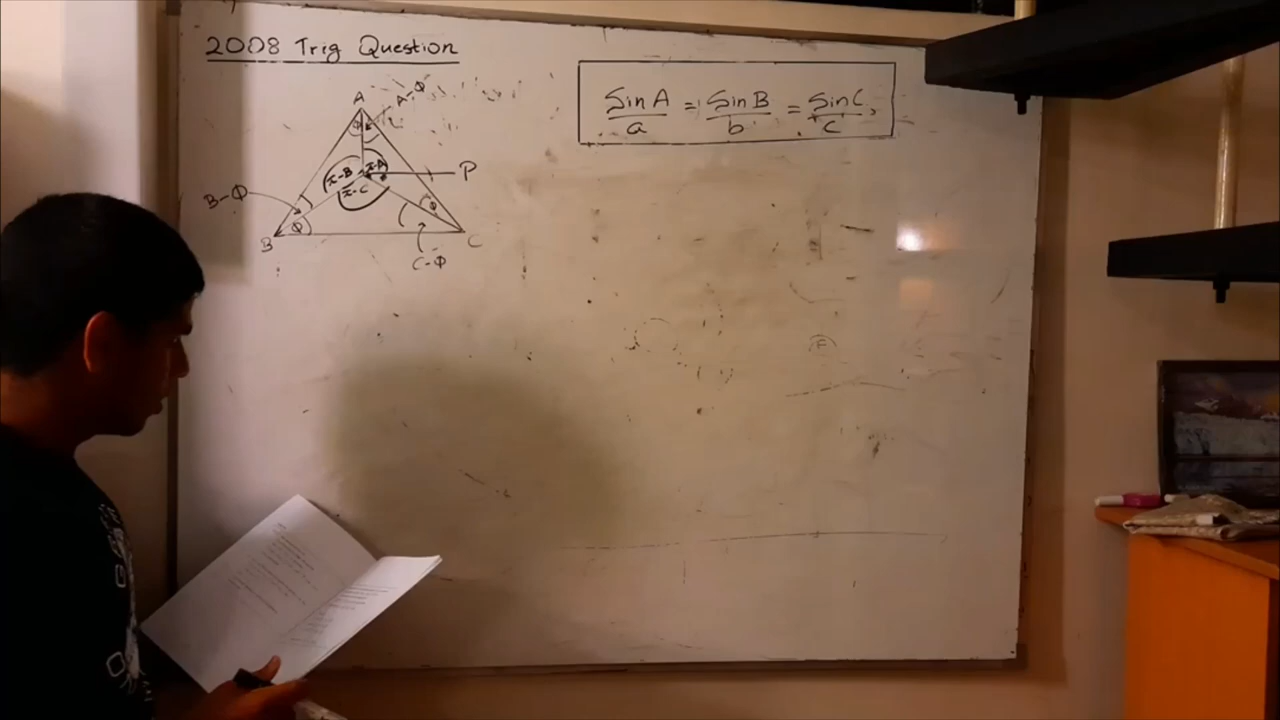 2008 Trig Question
A
A-Φ
Φ
π-B
π-A
π-C
P
B-Φ
Φ
Φ
B
C
C-Φ
Sin A / a = Sin B / b = Sin C / c